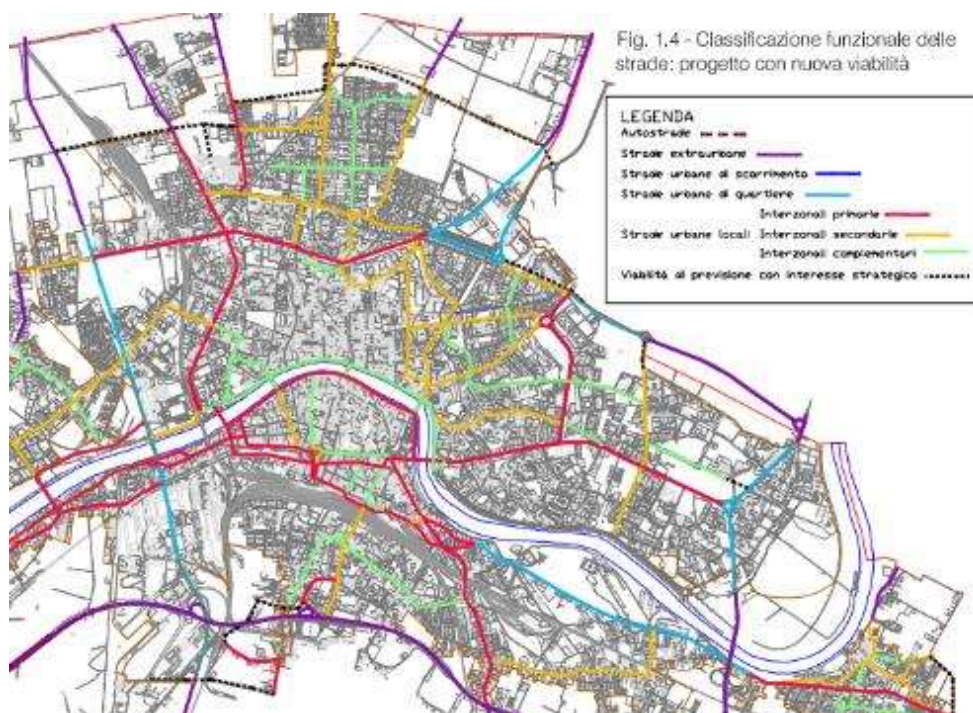 Fig. 1.4 - Classificazione funzionale delle
strade: progetto con nuova viabilità
LEGENDA
Autostrade
Strade extraurbane
Strade urbane di scorrimento
Strade urbane di quartiere
Interzonali primarie
Strade urbane locali Interzonali secondarie
Interzonali complementari
Viabilità di previsione con interesse strategico